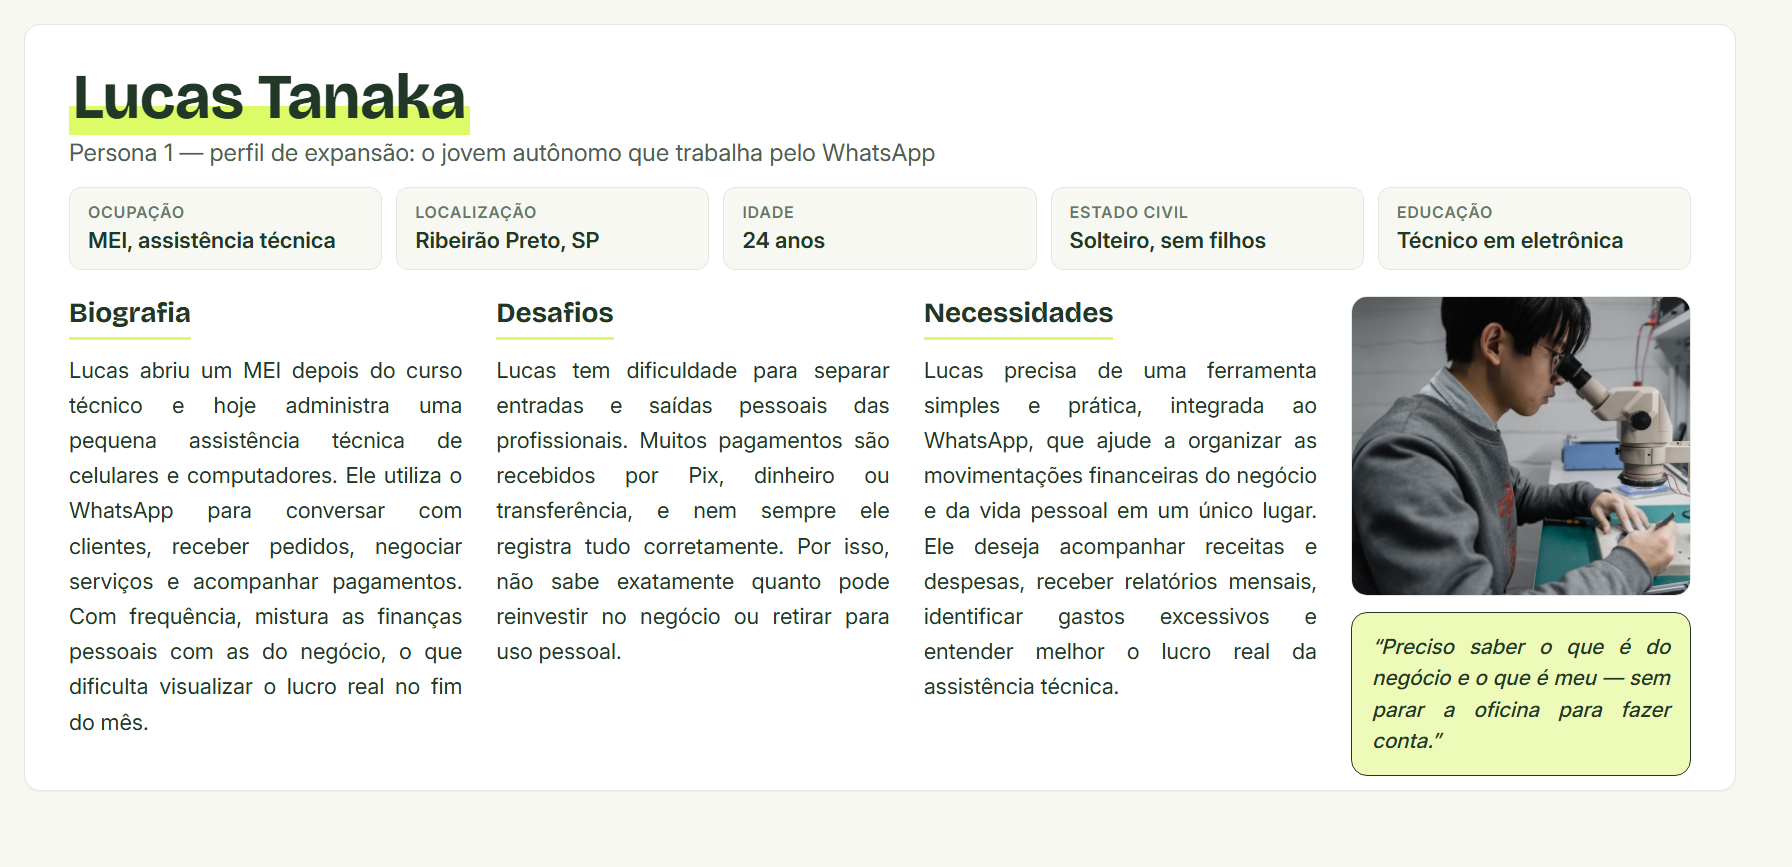 Lucas Tanaka
Persona 1 — perfil de expansão: o jovem autônomo que trabalha pelo WhatsApp
OCUPAÇÃO
MEI, assistência técnica
LOCALIZAÇÃO
Ribeirão Preto, SP
IDADE
24 anos
ESTADO CIVIL
Solteiro, sem filhos
EDUCAÇÃO
Técnico em eletrônica
Biografia
Lucas abriu um MEI depois do curso
técnico e hoje administra uma
pequena assistência técnica de
celulares e computadores. Ele utiliza o
WhatsApp para conversar com
clientes, receber pedidos, negociar
serviços e acompanhar pagamentos.
Com frequência, mistura as finanças
pessoais com as do negócio, o que
dificulta visualizar o lucro real no fim
do mês.
Desafios
Lucas tem dificuldade para separar
entradas e saídas pessoais das
profissionais. Muitos pagamentos são
recebidos por Pix, dinheiro ou
transferência, e nem sempre ele
registra tudo corretamente. Por isso,
não sabe exatamente quanto pode
reinvestir no negócio ou retirar para
uso pessoal.
Necessidades
Lucas precisa de uma ferramenta
simples e prática, integrada ao
WhatsApp, que ajude a organizar as
movimentações financeiras do negócio
e da vida pessoal em um único lugar.
Ele deseja acompanhar receitas e
despesas, receber relatórios mensais,
identificar gastos excessivos e
entender melhor o lucro real da
assistência técnica.
“Preciso saber o que é do
negócio e o que é meu — sem
parar a oficina para fazer
conta.”